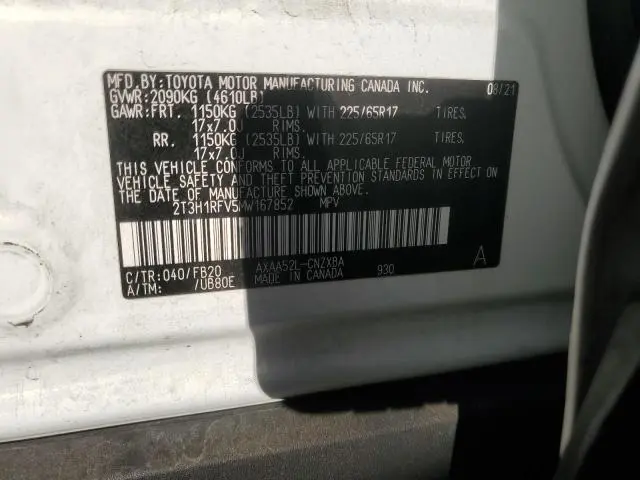 MFD. BY: TOYOTA MOTOR MANUFACTURING CANADA INC. 08/21
GVWR: 2090KG (4610LB)
GAWR: FRT. 1150KG (2535LB) WITH 225/65R17 TIRES,
17x7.0J RIMS.
RR. 1150KG (2535LB) WITH 225/65R17 TIRES,
17x7.0J RIMS.
THIS VEHICLE CONFORMS TO ALL APPLICABLE FEDERAL MOTOR
VEHICLE SAFETY AND THEFT PREVENTION STANDARDS IN EFFECT ON
THE DATE OF MANUFACTURE SHOWN ABOVE.
2T3H1RFV5MW167852 MPV
C/TR: 040/FB20 AXAA52L-CNZXBA
A/TM: /UB80E MADE IN CANADA 930 A